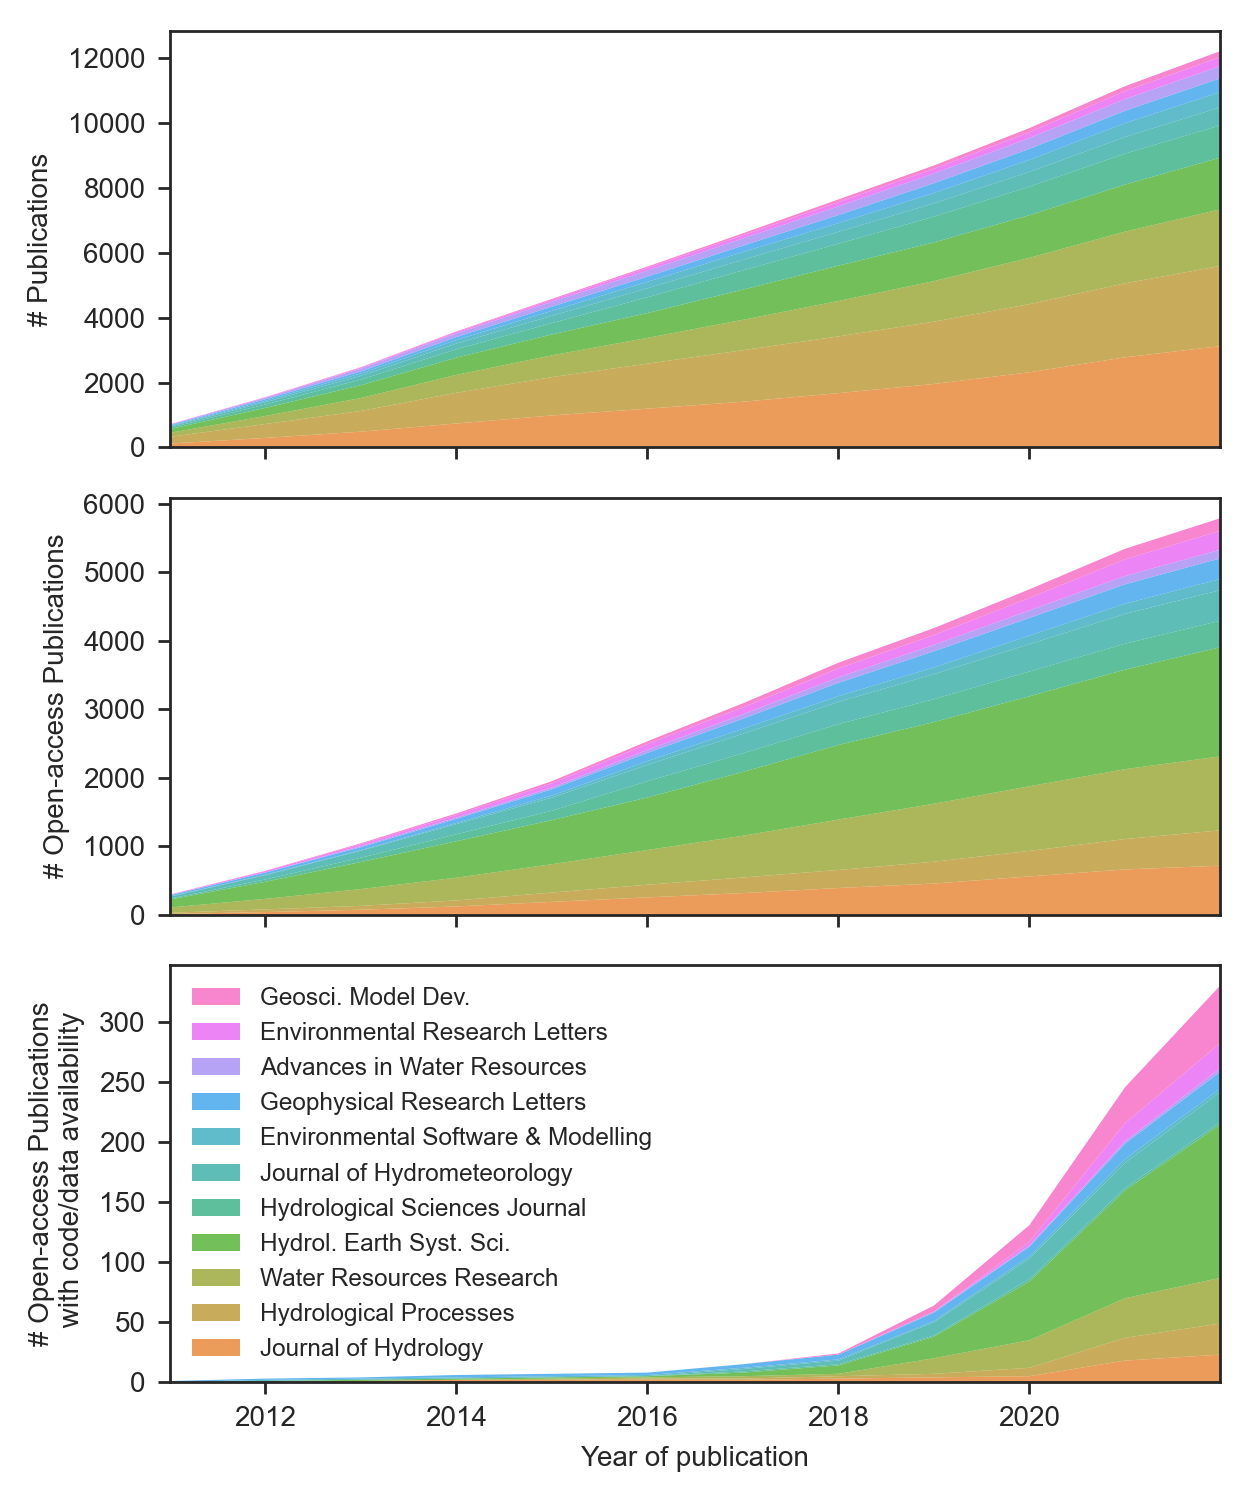 12000
10000
8000
6000
4000
2000
0
# Publications
6000
5000
4000
3000
2000
1000
0
# Open-access Publications
300
250
200
150
100
50
0
# Open-access Publications
with code/data availability
Geosci. Model Dev.
Environmental Research Letters
Advances in Water Resources
Geophysical Research Letters
Environmental Software & Modelling
Journal of Hydrometeorology
Hydrological Sciences Journal
Hydrol. Earth Syst. Sci.
Water Resources Research
Hydrological Processes
Journal of Hydrology
2012 2014 2016 2018 2020
Year of publication